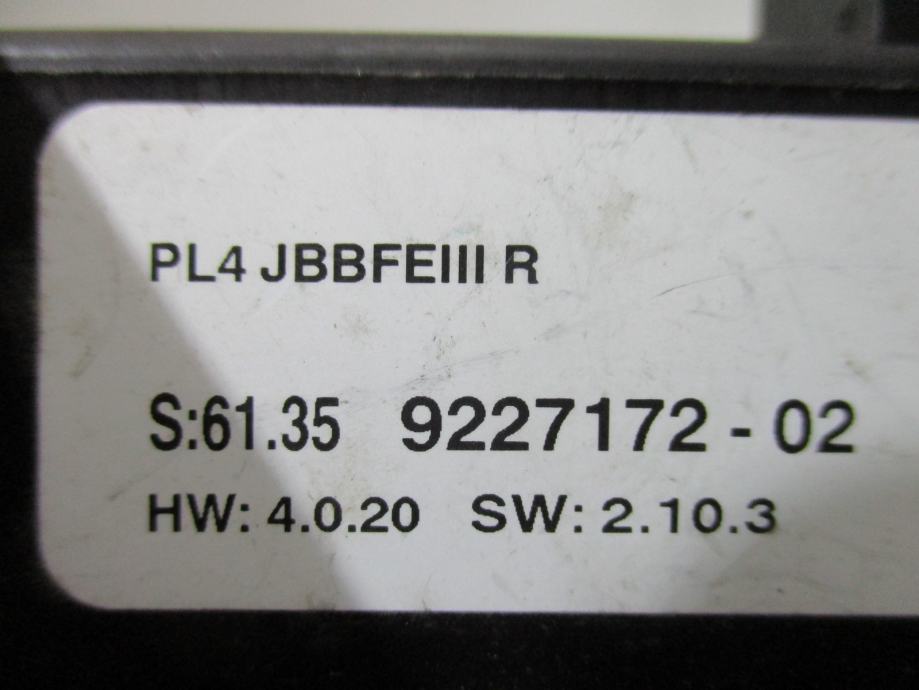 PL4 JBBFEIII R
S:61.35 9227172 - 02
HW: 4.0.20 SW: 2.10.3